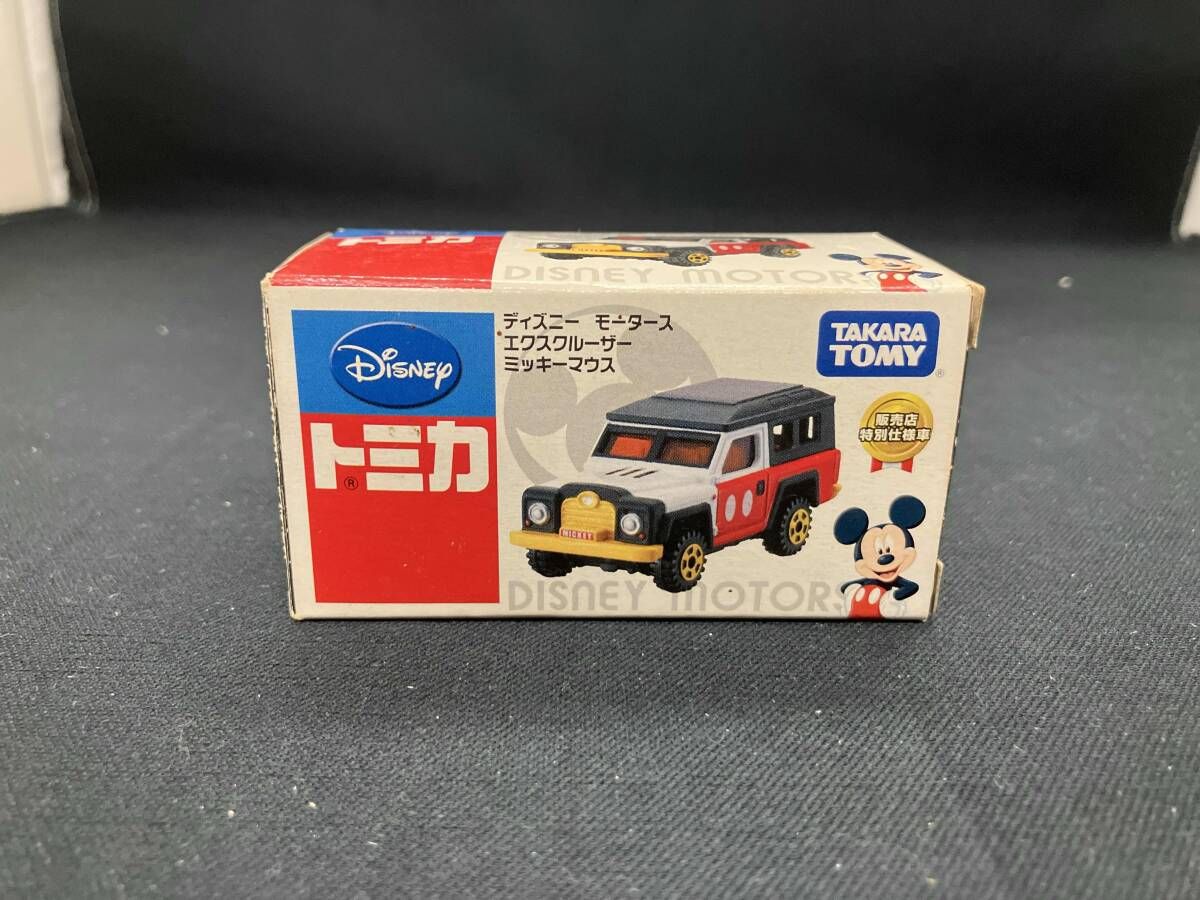 トミカ
DISNEY MOTORS
DISNEY
トミカ
®
ディズニー モータース
エクスクルーザー
ミッキーマウス
TAKARA
TOMY
®
販売店
特別仕様車
MICKEY
DISNEY MOTORS